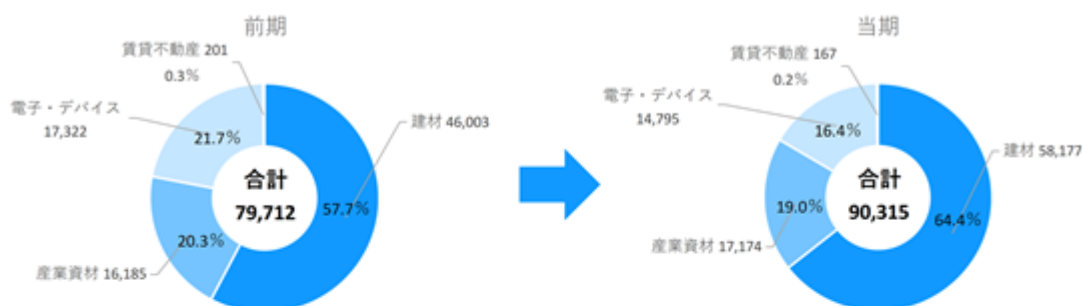 前期
賃貸不動産 201
0.3%
電子・デバイス
17,322
21.7%
建材 46,003
合計
79,712
57.7%
20.3%
産業資材 16,185
当期
賃貸不動産 167
0.2%
電子・デバイス
14,795
16.4%
建材 58,177
合計
90,315
19.0%
64.4%
産業資材 17,174